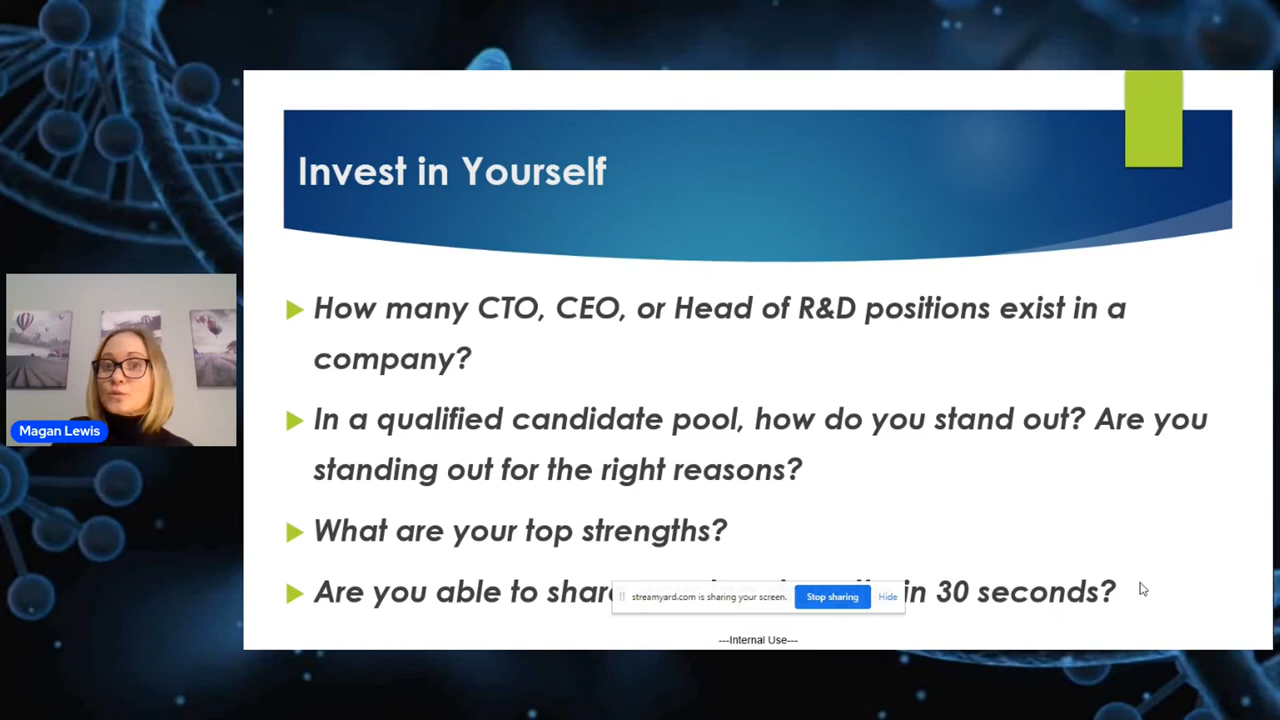 Invest in Yourself
How many CTO, CEO, or Head of R&D positions exist in a
company?
In a qualified candidate pool, how do you stand out? Are you
standing out for the right reasons?
What are your top strengths?
Are you able to share in 30 seconds?
streamyard.com is sharing your screen. Stop sharing Hide
---Internal Use---
Magan Lewis